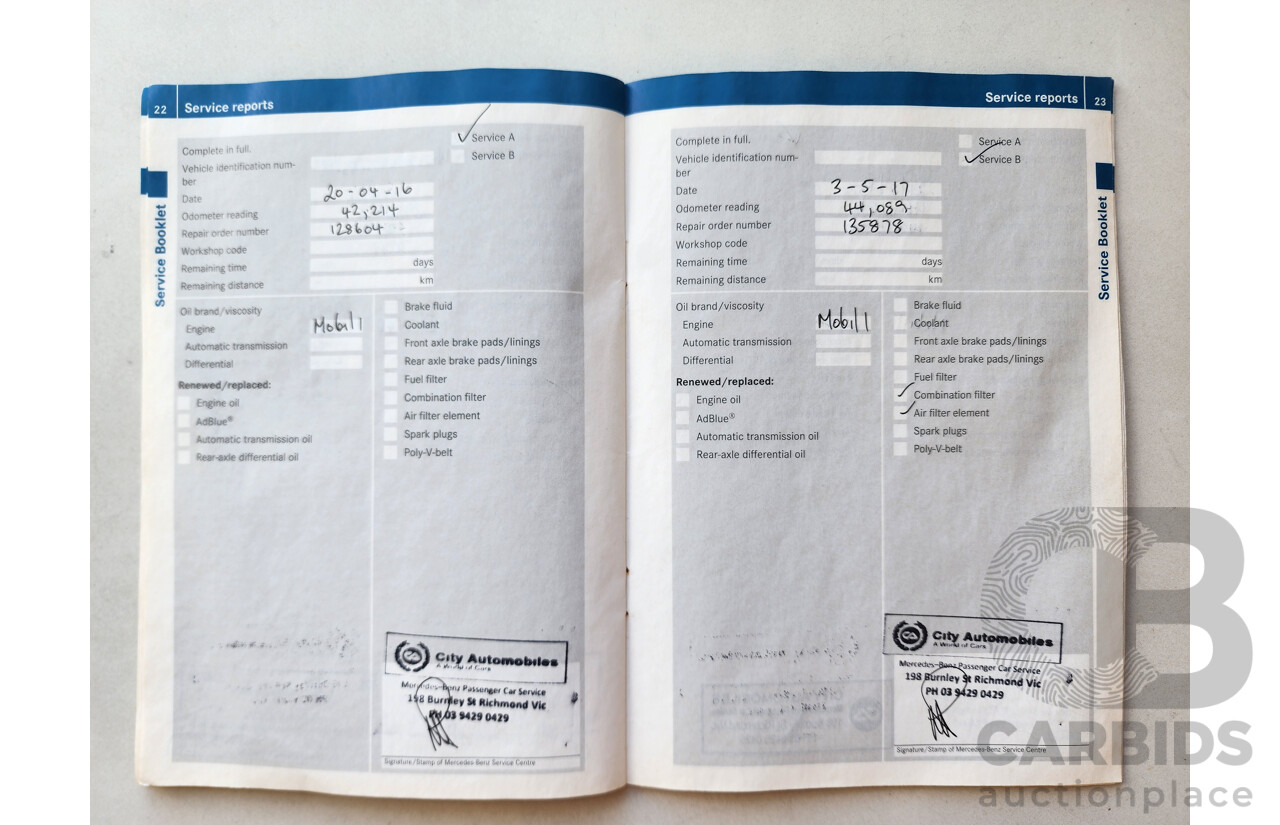 22 Service reports
Complete in full.
Service A
Service B
Vehicle identification num-
ber
Date 20-04-16
Odometer reading 42,214
Repair order number 128604
Workshop code
Remaining time days
Remaining distance km
Oil brand/viscosity
Engine Mobil 1
Automatic transmission
Differential
Renewed/replaced:
Engine oil
AdBlue®
Automatic transmission oil
Rear-axle differential oil
Brake fluid
Coolant
Front axle brake pads/linings
Rear axle brake pads/linings
Fuel filter
Combination filter
Air filter element
Spark plugs
Poly-V-belt
City Automobiles
A World of Cars
Mercedes-Benz Passenger Car Service
198 Burnley St Richmond Vic
PH 03 9429 0429
Signature/Stamp of Mercedes-Benz Service Centre
Service Booklet
Service reports 23
Complete in full.
Service A
Service B
Vehicle identification num-
ber
Date 3-5-17
Odometer reading 44,089
Repair order number 135878
Workshop code
Remaining time days
Remaining distance km
Oil brand/viscosity
Engine Mobil 1
Automatic transmission
Differential
Renewed/replaced:
Engine oil
AdBlue®
Automatic transmission oil
Rear-axle differential oil
Brake fluid
Coolant
Front axle brake pads/linings
Rear axle brake pads/linings
Fuel filter
Combination filter
Air filter element
Spark plugs
Poly-V-belt
City Automobiles
A World of Cars
Mercedes-Benz Passenger Car Service
198 Burnley St Richmond Vic
PH 03 9429 0429
Signature/Stamp of Mercedes-Benz Service Centre
Service Booklet
CARBIDS
auctionplace